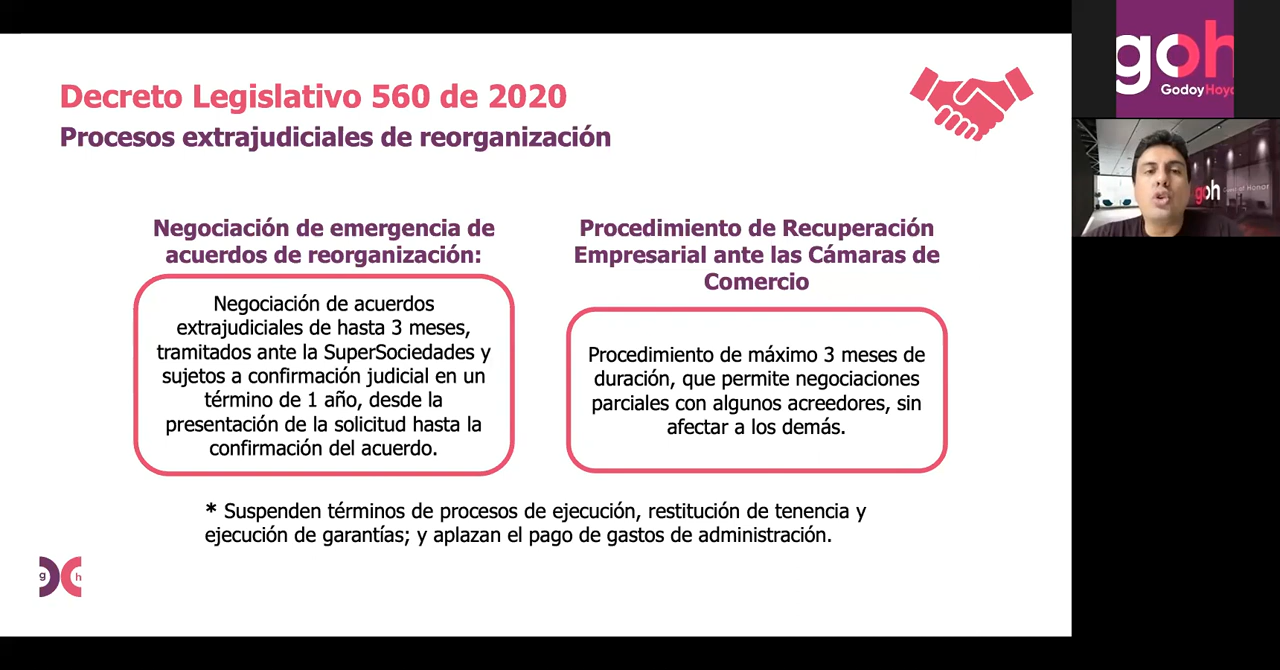 Decreto Legislativo 560 de 2020
Procesos extrajudiciales de reorganización
Negociación de emergencia de
acuerdos de reorganización:
Negociación de acuerdos
extrajudiciales de hasta 3 meses,
tramitados ante la SuperSociedades y
sujetos a confirmación judicial en un
término de 1 año, desde la
presentación de la solicitud hasta la
confirmación del acuerdo.
Procedimiento de Recuperación
Empresarial ante las Cámaras de
Comercio
Procedimiento de máximo 3 meses de
duración, que permite negociaciones
parciales con algunos acreedores, sin
afectar a los demás.
* Suspenden términos de procesos de ejecución, restitución de tenencia y
ejecución de garantías; y aplazan el pago de gastos de administración.
g h
goh
GodoyHoyo
goh